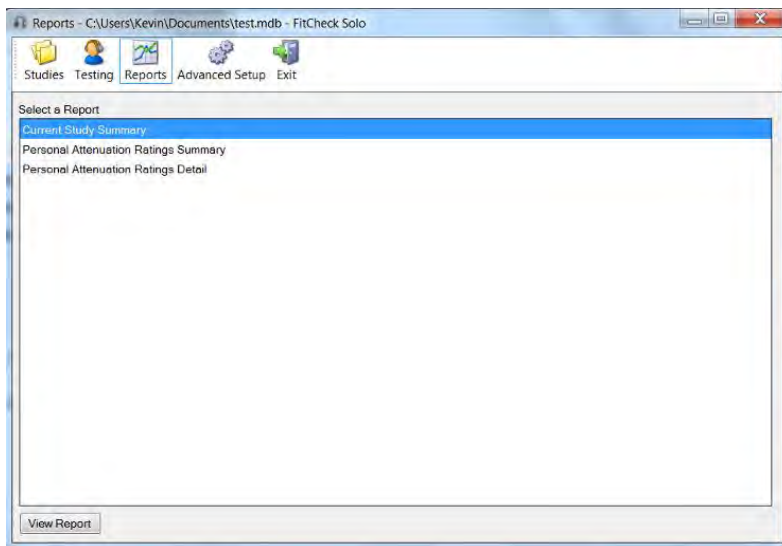 Reports - C:\Users\Kevin\Documents\test.mdb - FitCheck Solo
Studies Testing Reports Advanced Setup Exit
Select a Report
Current Study Summary
Personal Attenuation Ratings Summary
Personal Attenuation Ratings Detail
View Report